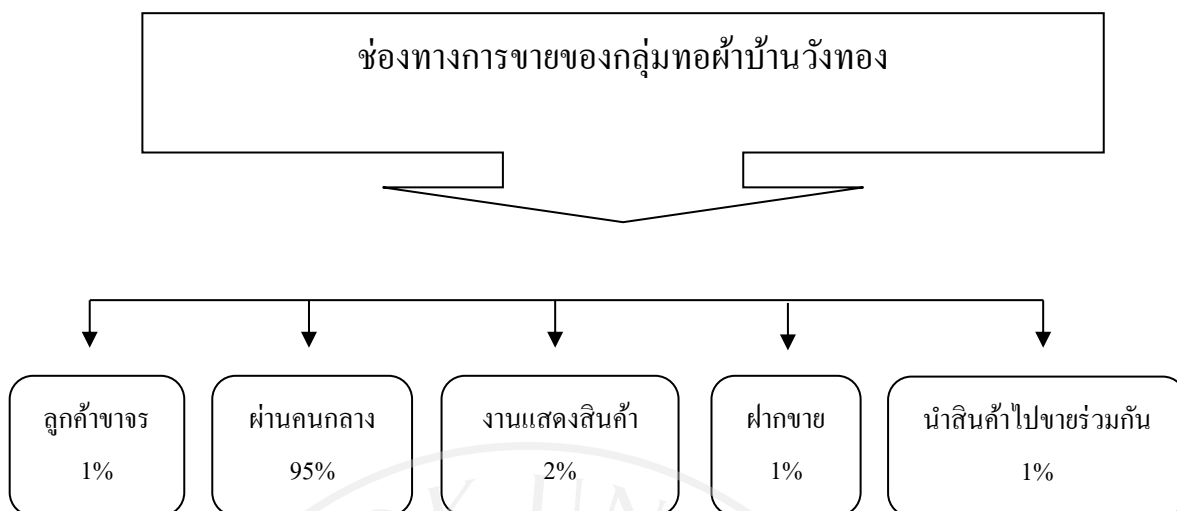 ช่องทางการขายของกลุ่มทอผ้าบ้านวังทอง
ลูกค้าขาจร
1%
ผ่านคนกลาง
95%
งานแสดงสินค้า
2%
ฝากขาย
1%
นำสินค้าไปขายร่วมกัน
1%